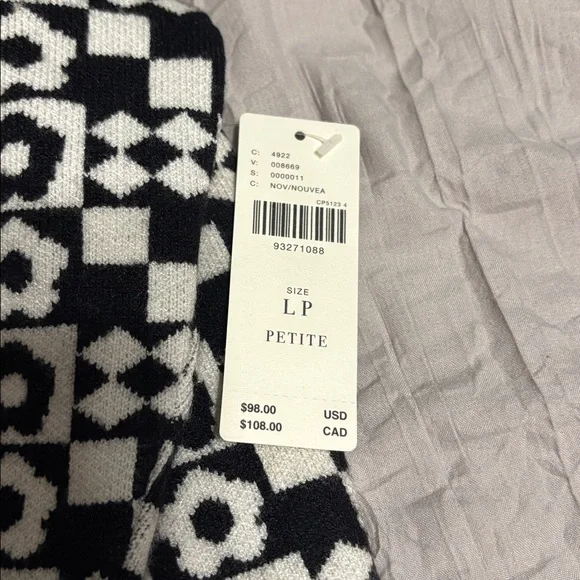 C: 4922
V: 008669
S: 0000011
C: NOV/NOUVEA
CP5123 4
93271088
SIZE
L P
PETITE
$98.00 USD
$108.00 CAD